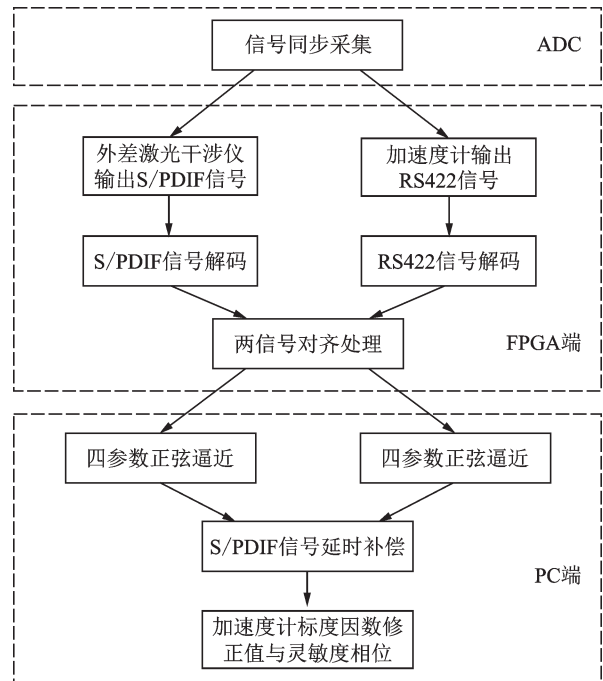 信号同步采集
ADC
外差激光干涉仪
输出S/PDIF信号
加速度计输出
RS422信号
S/PDIF信号解码
RS422信号解码
两信号对齐处理
FPGA端
四参数正弦逼近
四参数正弦逼近
S/PDIF信号延时补偿
PC端
加速度计标度因数修
正值与灵敏度相位